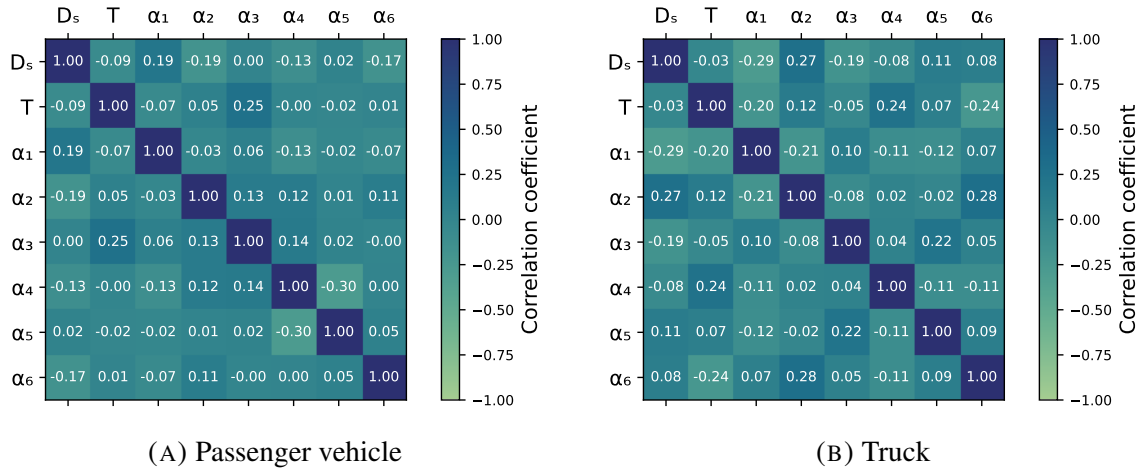 Dₛ T α₁ α₂ α₃ α₄ α₅ α₆
Dₛ 1.00 -0.09 0.19 -0.19 0.00 -0.13 0.02 -0.17
T -0.09 1.00 -0.07 0.05 0.25 -0.00 -0.02 0.01
α₁ 0.19 -0.07 1.00 -0.03 0.06 -0.13 -0.02 -0.07
α₂ -0.19 0.05 -0.03 1.00 0.13 0.12 0.01 0.11
α₃ 0.00 0.25 0.06 0.13 1.00 0.14 0.02 -0.00
α₄ -0.13 -0.00 -0.13 0.12 0.14 1.00 -0.30 0.00
α₅ 0.02 -0.02 -0.02 0.01 0.02 -0.30 1.00 0.05
α₆ -0.17 0.01 -0.07 0.11 -0.00 0.00 0.05 1.00
1.00
0.75
0.50
0.25
0.00
−0.25
−0.50
−0.75
−1.00
Correlation coefficient
(A) Passenger vehicle
Dₛ T α₁ α₂ α₃ α₄ α₅ α₆
Dₛ 1.00 -0.03 -0.29 0.27 -0.19 -0.08 0.11 0.08
T -0.03 1.00 -0.20 0.12 -0.05 0.24 0.07 -0.24
α₁ -0.29 -0.20 1.00 -0.21 0.10 -0.11 -0.12 0.07
α₂ 0.27 0.12 -0.21 1.00 -0.08 0.02 -0.02 0.28
α₃ -0.19 -0.05 0.10 -0.08 1.00 0.04 0.22 0.05
α₄ -0.08 0.24 -0.11 0.02 0.04 1.00 -0.11 -0.11
α₅ 0.11 0.07 -0.12 -0.02 0.22 -0.11 1.00 0.09
α₆ 0.08 -0.24 0.07 0.28 0.05 -0.11 0.09 1.00
1.00
0.75
0.50
0.25
0.00
−0.25
−0.50
−0.75
−1.00
Correlation coefficient
(B) Truck